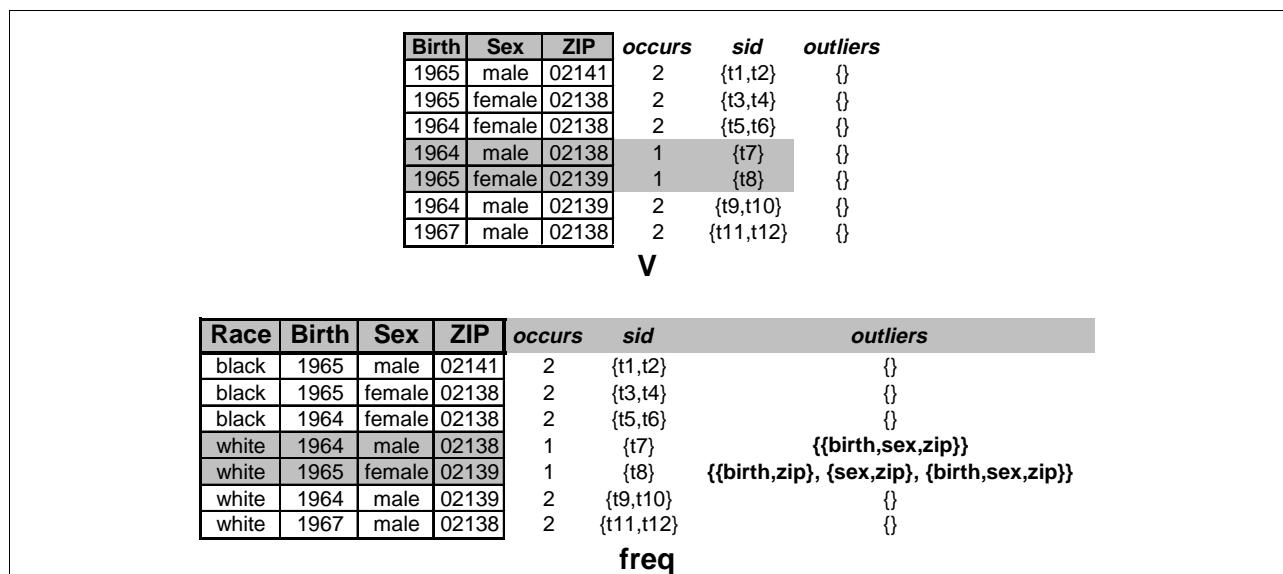 Birth Sex ZIP occurs sid outliers
1965 male 02141 2 {t1,t2} {}
1965 female 02138 2 {t3,t4} {}
1964 female 02138 2 {t5,t6} {}
1964 male 02138 1 {t7} {}
1965 female 02139 1 {t8} {}
1964 male 02139 2 {t9,t10} {}
1967 male 02138 2 {t11,t12} {}
V
Race Birth Sex ZIP occurs sid outliers
black 1965 male 02141 2 {t1,t2} {}
black 1965 female 02138 2 {t3,t4} {}
black 1964 female 02138 2 {t5,t6} {}
white 1964 male 02138 1 {t7} {{birth,sex,zip}}
white 1965 female 02139 1 {t8} {{birth,zip}, {sex,zip}, {birth,sex,zip}}
white 1964 male 02139 2 {t9,t10} {}
white 1967 male 02138 2 {t11,t12} {}
freq